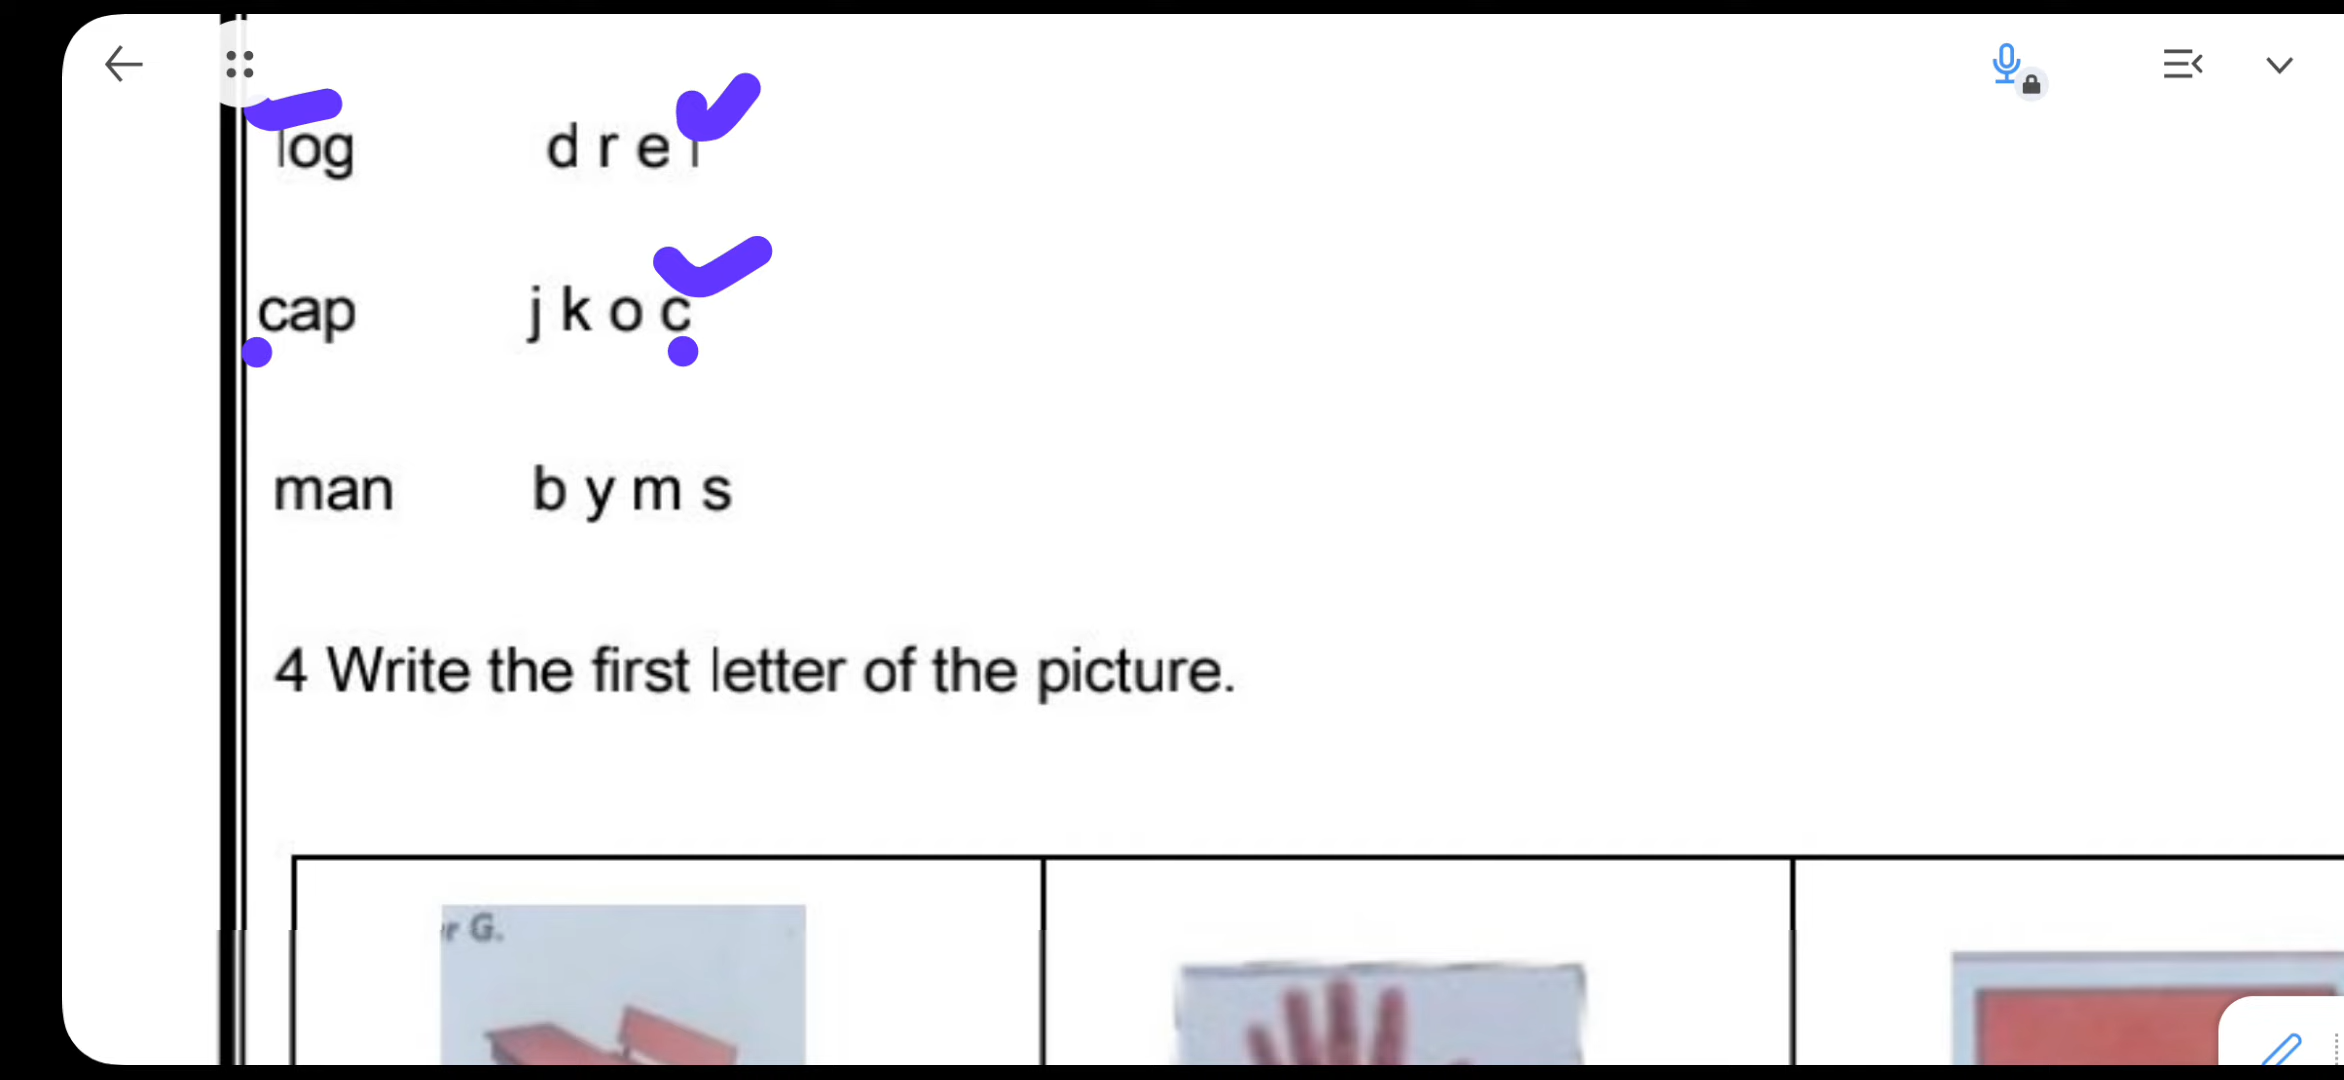 log d r e l
cap j k o c
man b y m s
4 Write the first letter of the picture.
r G.